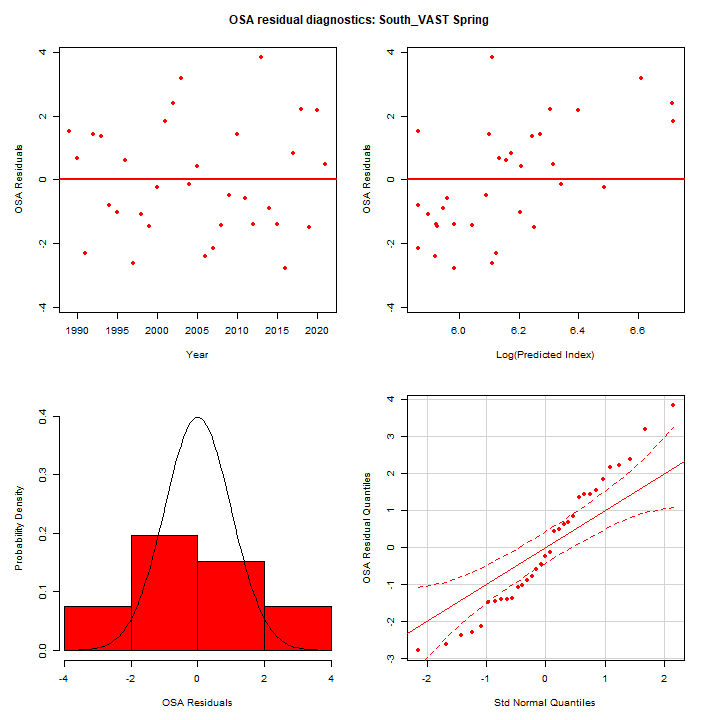 OSA residual diagnostics: South_VAST Spring
OSA Residuals
4
2
0
-2
-4
1990 1995 2000 2005 2010 2015 2020
Year
OSA Residuals
4
2
0
-2
-4
6.0 6.2 6.4 6.6
Log(Predicted Index)
Probability Density
0.4
0.3
0.2
0.1
0.0
-4 -2 0 2 4
OSA Residuals
OSA Residual Quantiles
4
3
2
1
0
-1
-2
-3
-2 -1 0 1 2
Std Normal Quantiles